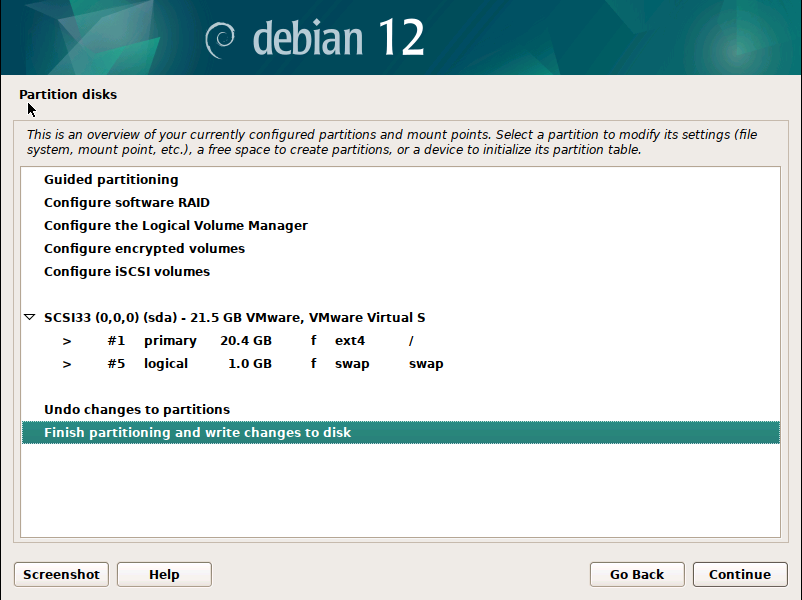 debian 12
Partition disks
This is an overview of your currently configured partitions and mount points. Select a partition to modify its settings (file
system, mount point, etc.), a free space to create partitions, or a device to initialize its partition table.
Guided partitioning
Configure software RAID
Configure the Logical Volume Manager
Configure encrypted volumes
Configure iSCSI volumes
SCSI33 (0,0,0) (sda) - 21.5 GB VMware, VMware Virtual S
> #1 primary 20.4 GB f ext4 /
> #5 logical 1.0 GB f swap swap
Undo changes to partitions
Finish partitioning and write changes to disk
Screenshot Help Go Back Continue